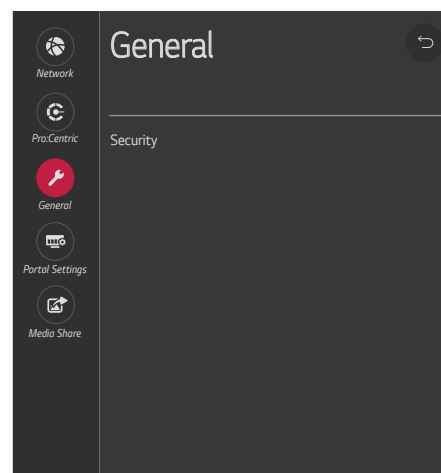 General
Network
Pro:Centric
Security
General
Portal Settings
Media Share